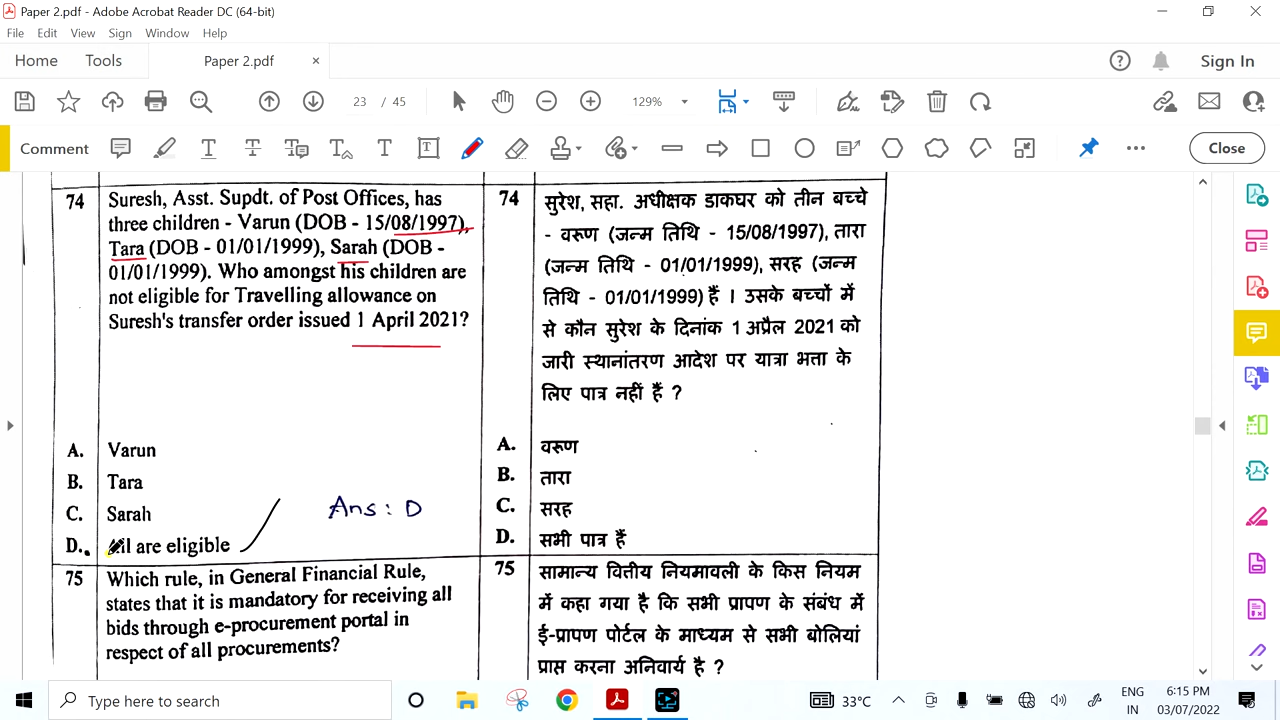 Paper 2.pdf - Adobe Acrobat Reader DC (64-bit)
File Edit View Sign Window Help
Home Tools Paper 2.pdf × Sign In
23 / 45 129%
Comment Close
74 Suresh, Asst. Supdt. of Post Offices, has
three children - Varun (DOB - 15/08/1997),
Tara (DOB - 01/01/1999), Sarah (DOB -
01/01/1999). Who amongst his children are
not eligible for Travelling allowance on
Suresh's transfer order issued 1 April 2021?
A. Varun
B. Tara
C. Sarah
D. are eligible
Ans : D
75 Which rule, in General Financial Rule,
states that it is mandatory for receiving all
bids through e-procurement portal in
respect of all procurements?
74 सुरेश, सहा. अधीक्षक डाकघर को तीन बच्चे
- वरूण (जन्म तिथि - 15/08/1997), तारा
(जन्म तिथि - 01/01/1999), सरह (जन्म
तिथि - 01/01/1999) हैं । उसके बच्चों में
से कौन सुरेश के दिनांक 1 अप्रैल 2021 को
जारी स्थानांतरण आदेश पर यात्रा भत्ता के
लिए पात्र नहीं हैं ?
A. वरूण
B. तारा
C. सरह
D. सभी पात्र हैं
75 सामान्य वित्तीय नियमावली के किस नियम
में कहा गया है कि सभी प्रापण के संबंध में
ई-प्रापण पोर्टल के माध्यम से सभी बोलियां
प्राप्त करना अनिवार्य है ?
Type here to search
33°C
ENG
IN
6:15 PM
03/07/2022